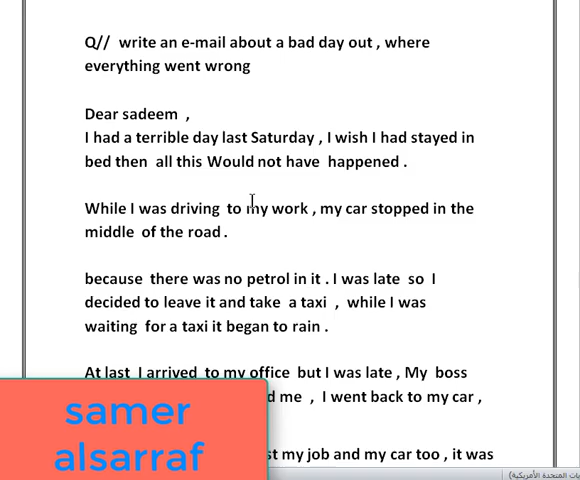 Q// write an e-mail about a bad day out , where
everything went wrong
Dear sadeem ,
I had a terrible day last Saturday , I wish I had stayed in
bed then all this Would not have happened .
While I was driving to my work , my car stopped in the
middle of the road .
because there was no petrol in it . I was late so I
decided to leave it and take a taxi , while I was
waiting for a taxi it began to rain .
At last I arrived to my office but I was late , My boss
me , I went back to my car ,
my job and my car too , it was
samer
alsarraf
المتحدة الأمريكية)